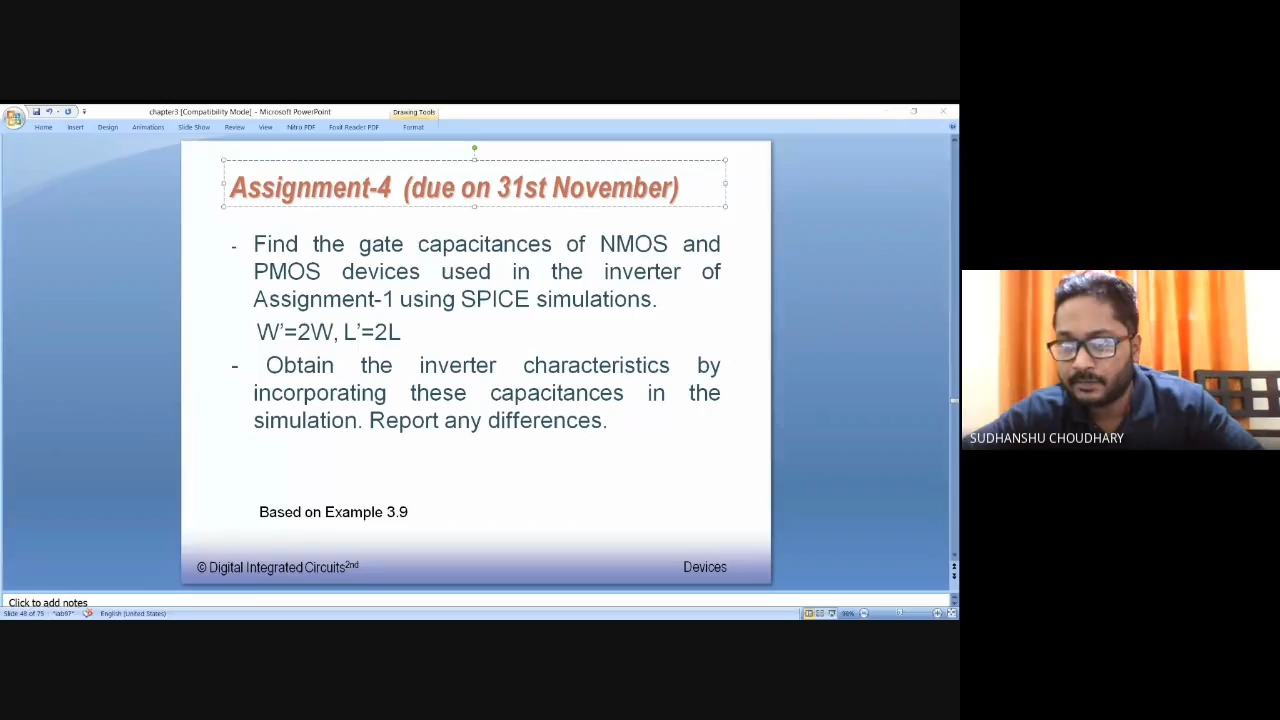 chapter3 [Compatibility Mode] - Microsoft PowerPoint
Drawing Tools
Home Insert Design Animations Slide Show Review View Nitro PDF Foxit Reader PDF Format
Assignment-4 (due on 31st November)
- Find the gate capacitances of NMOS and
PMOS devices used in the inverter of
Assignment-1 using SPICE simulations.
W’=2W, L’=2L
- Obtain the inverter characteristics by
incorporating these capacitances in the
simulation. Report any differences.
Based on Example 3.9
© Digital Integrated Circuits2nd
Devices
SUDHANSHU CHOUDHARY
Click to add notes
Slide 48 of 75 "lab97" English (United States) 98%